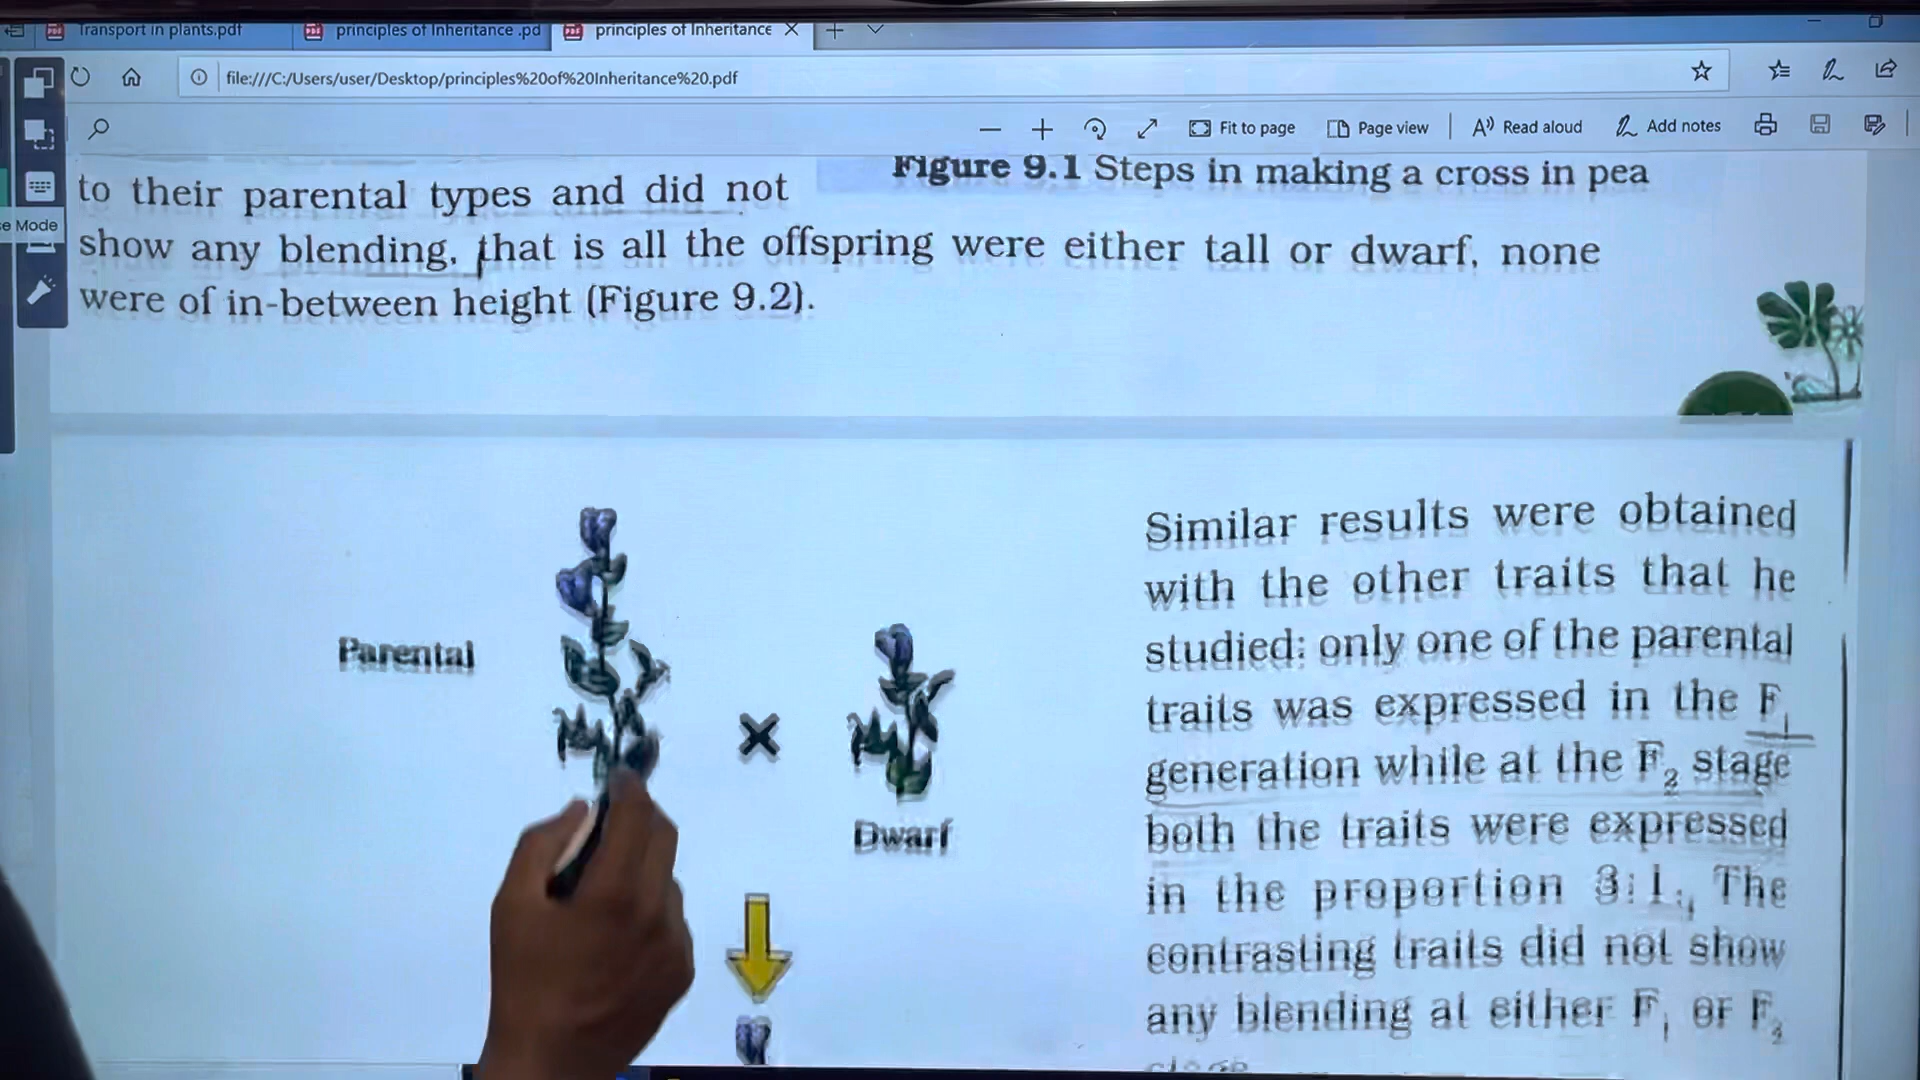 Transport in plants.pdf
principles of Inheritance .pd
principles of Inheritance
file:///C:/Users/user/Desktop/principles%20of%20Inheritance%20.pdf
Fit to page
Page view
Read aloud
Add notes
Figure 9.1 Steps in making a cross in pea
to their parental types and did not
e Mode
show any blending, that is all the offspring were either tall or dwarf, none
were of in-between height (Figure 9.2).
Parental
Dwarf
Similar results were obtained
with the other traits that he
studied: only one of the parental
traits was expressed in the F1
generation while at the F2 stage
both the traits were expressed
in the proportion 3:1. The
contrasting traits did not show
any blending at either F1 or F2